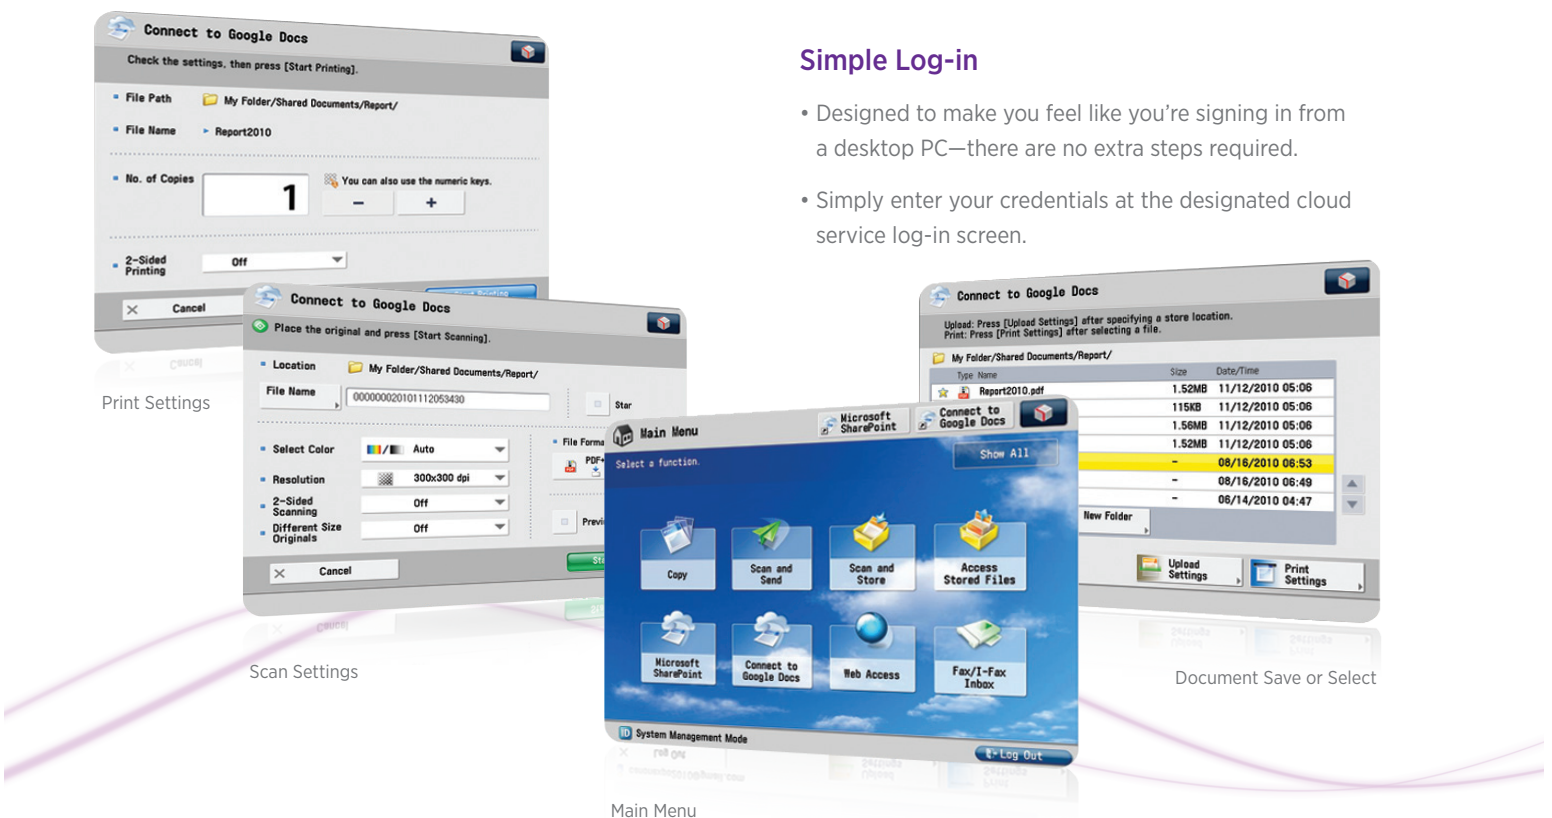 Connect to Google Docs
Check the settings, then press [Start Printing].
File Path
My Folder/Shared Documents/Report/
File Name
Report2010
No. of Copies
1
You can also use the numeric keys.
-
+
2-Sided
Printing
Off
Cancel
Print Settings
Simple Log-in
• Designed to make you feel like you’re signing in from
a desktop PC—there are no extra steps required.
• Simply enter your credentials at the designated cloud
service log-in screen.
Connect to Google Docs
Place the original and press [Start Scanning].
Location
My Folder/Shared Documents/Report/
File Name
000000020101112053430
Star
Select Color
Auto
File Forma
PDF+
Resolution
300x300 dpi
2-Sided
Scanning
Off
Different Size
Originals
Off
Previ
Cancel
Sta
Scan Settings
Main Menu
Microsoft
SharePoint
Connect to
Google Docs
Select a function.
Show All
Copy
Scan and
Send
Scan and
Store
Access
Stored Files
Microsoft
SharePoint
Connect to
Google Docs
Web Access
Fax/I-Fax
Inbox
ID System Management Mode
Log Out
Main Menu
Connect to Google Docs
Upload: Press [Upload Settings] after specifying a store location.
Print: Press [Print Settings] after selecting a file.
My Folder/Shared Documents/Report/
Type Name Size Date/Time
Report2010.pdf 1.52MB 11/12/2010 05:06
115KB 11/12/2010 05:06
1.56MB 11/12/2010 05:06
1.52MB 11/12/2010 05:06
- 08/16/2010 06:53
- 08/16/2010 06:49
- 06/14/2010 04:47
New Folder
Upload
Settings
Print
Settings
Document Save or Select